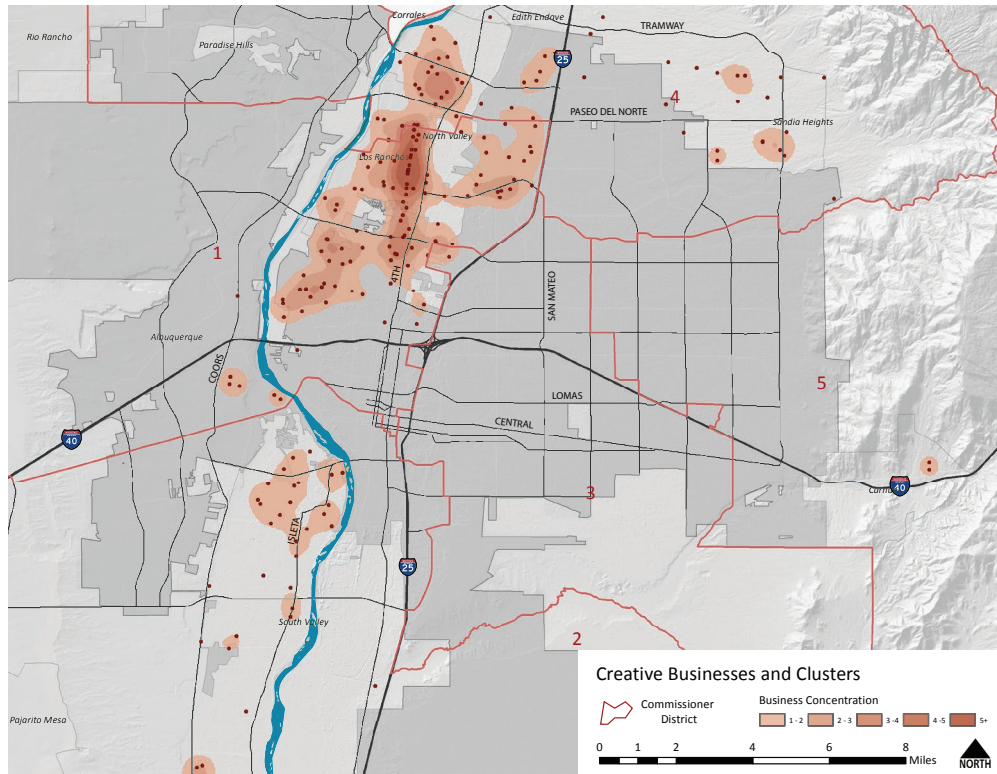 Corrales
Edith Endave
TRAMWAY
Rio Rancho
Paradise Hills
25
4
PASEO DEL NORTE
Sandia Heights
North Valley
Los Ranchos
1
4TH
SAN MATEO
Albuquerque
COORS
5
LOMAS
CENTRAL
40
40
3
ISLETA
25
South Valley
2
Pajarito Mesa
Creative Businesses and Clusters
Commissioner
District
Business Concentration
1 - 2
2 - 3
3 - 4
4 - 5
5+
0 1 2 4 6 8
Miles
NORTH